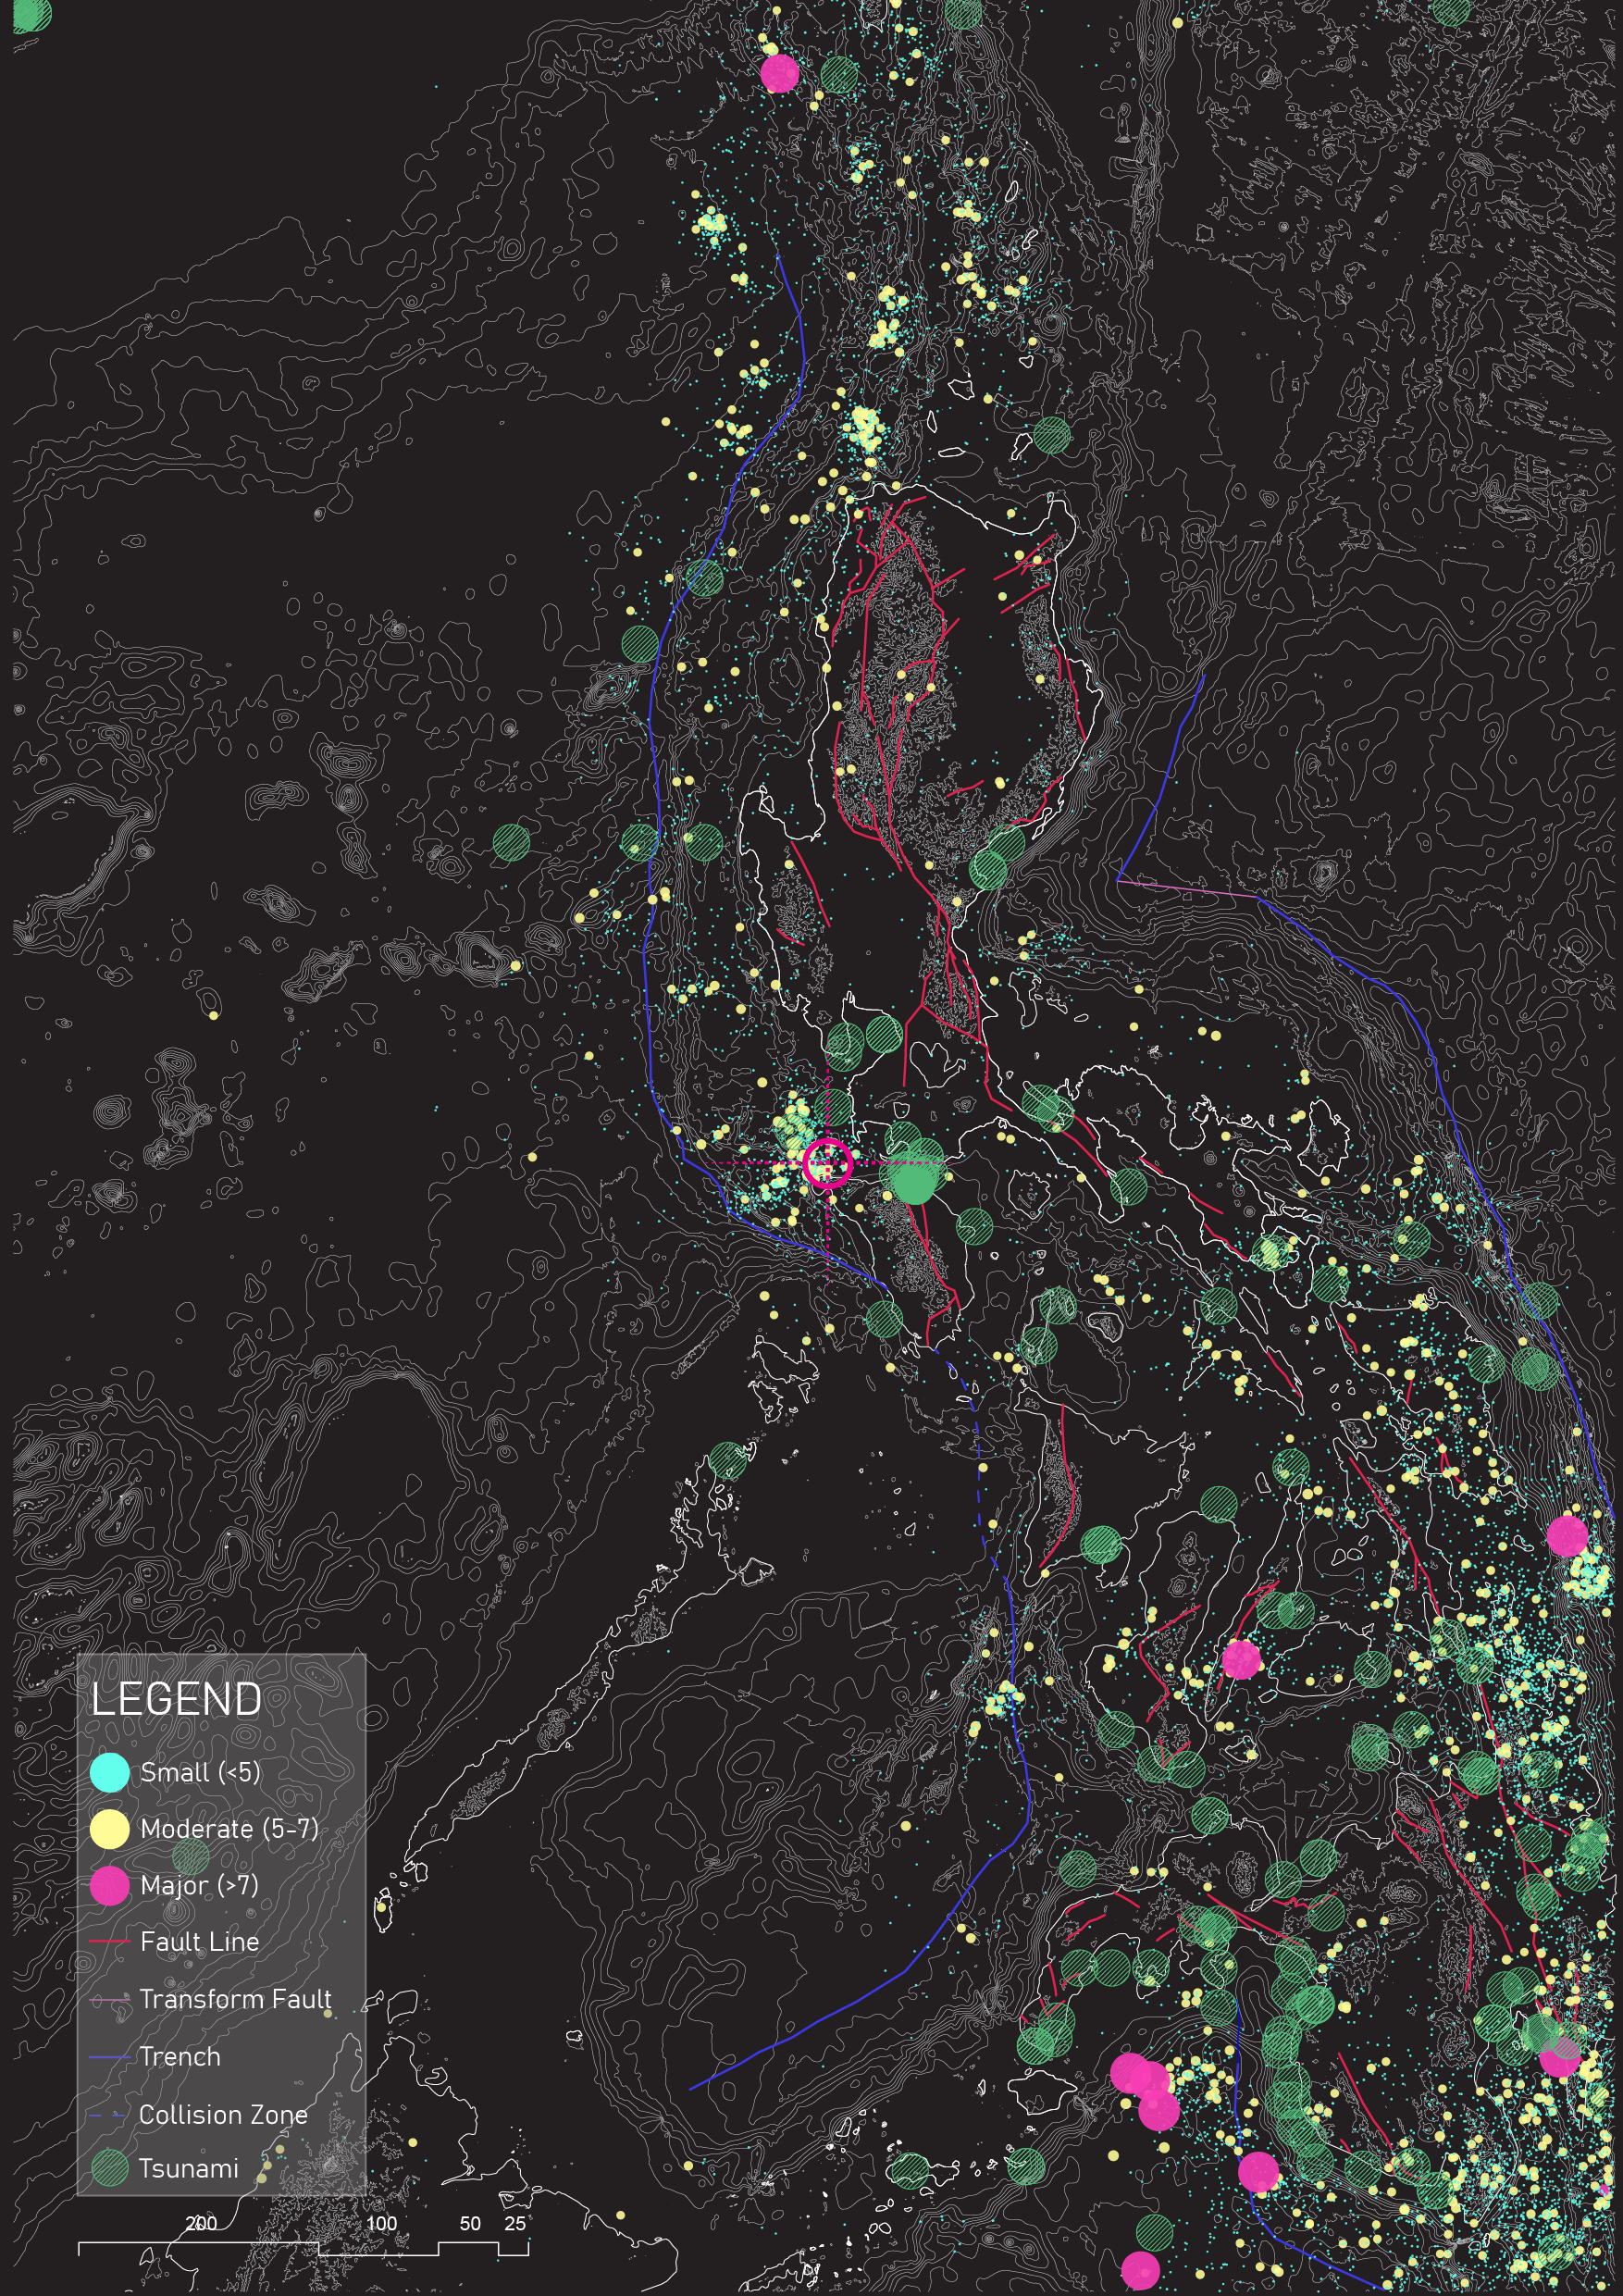 LEGEND
Small (<5)
Moderate (5-7)
Major (>7)
Fault Line
Transform Fault
Trench
Collision Zone
Tsunami
200 100 50 25